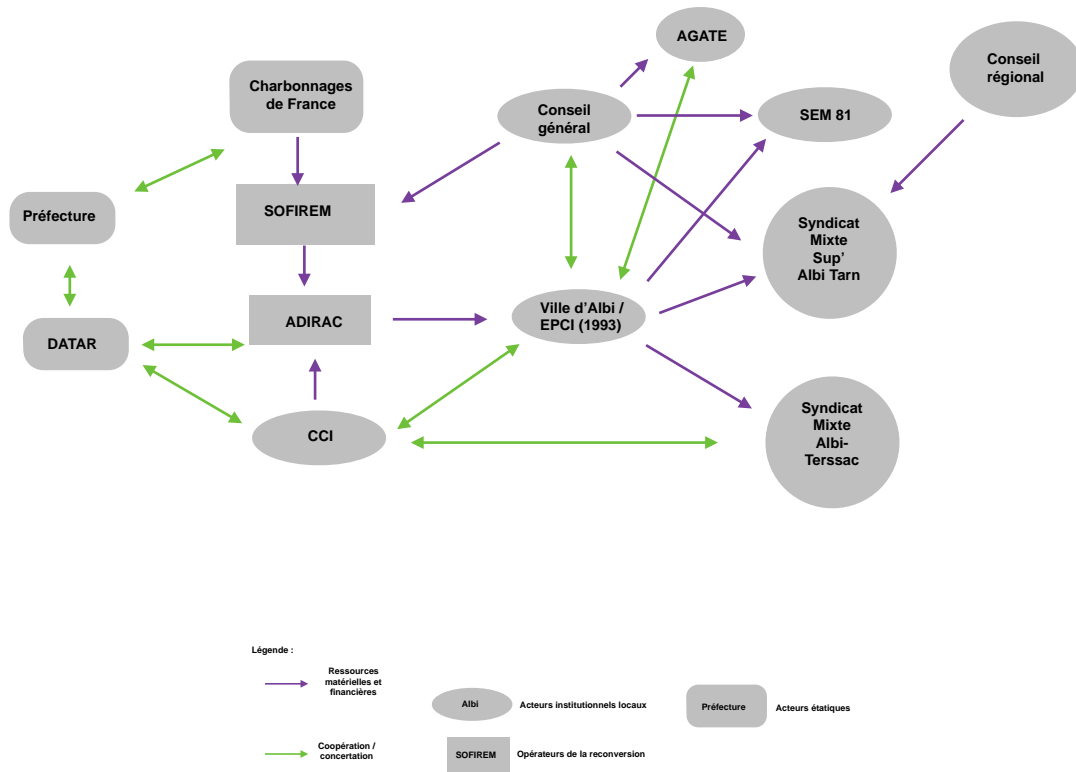 AGATE
Conseil
régional
Charbonnages
de France
Conseil
général
SEM 81
Préfecture
SOFIREM
Syndicat
Mixte
Sup’
Albi Tarn
Ville d’Albi /
EPCI (1993)
ADIRAC
DATAR
CCI
Syndicat
Mixte
Albi-
Terssac
Légende :
Ressources
matérielles et
financières
Albi
Acteurs institutionnels locaux
Préfecture
Acteurs étatiques
Coopération /
concertation
SOFIREM
Opérateurs de la reconversion